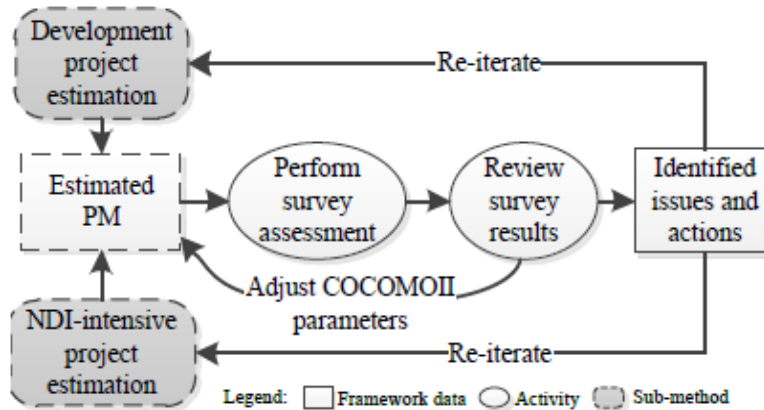 Development
project
estimation
Re-iterate
Estimated
PM
Perform
survey
assessment
Review
survey
results
Identified
issues and
actions
Adjust COCOMOII
parameters
NDI-intensive
project
estimation
Re-iterate
Legend: Framework data Activity Sub-method